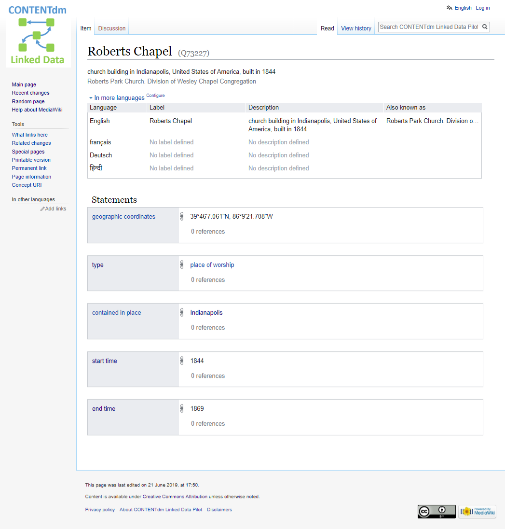 CONTENTdm
Linked Data
English Log in
Item Discussion
Read View history Search CONTENTdm Linked Data Pilot
Roberts Chapel (Q73227)
church building in Indianapolis, United States of America, built in 1844
Roberts Park Church. Division of Wesley Chapel Congregation
In more languages Configure
Language Label Description Also known as
English Roberts Chapel church building in Indianapolis, United States of America, built in 1844 Roberts Park Church. Division o...
français No label defined No description defined
Deutsch No label defined No description defined
हिन्दी No label defined No description defined
Main page
Recent changes
Random page
Help about MediaWiki
Tools
What links here
Related changes
Special pages
Printable version
Permanent link
Page information
Concept URI
In other languages
Add links
Statements
geographic coordinates 39°46'7.061"N, 86°9'21.708"W
0 references
type place of worship
0 references
contained in place Indianapolis
0 references
start time 1844
0 references
end time 1869
0 references
This page was last edited on 21 June 2019, at 17:50.
Content is available under Creative Commons Attribution unless otherwise noted.
Privacy policy About CONTENTdm Linked Data Pilot Disclaimers
MediaWiki